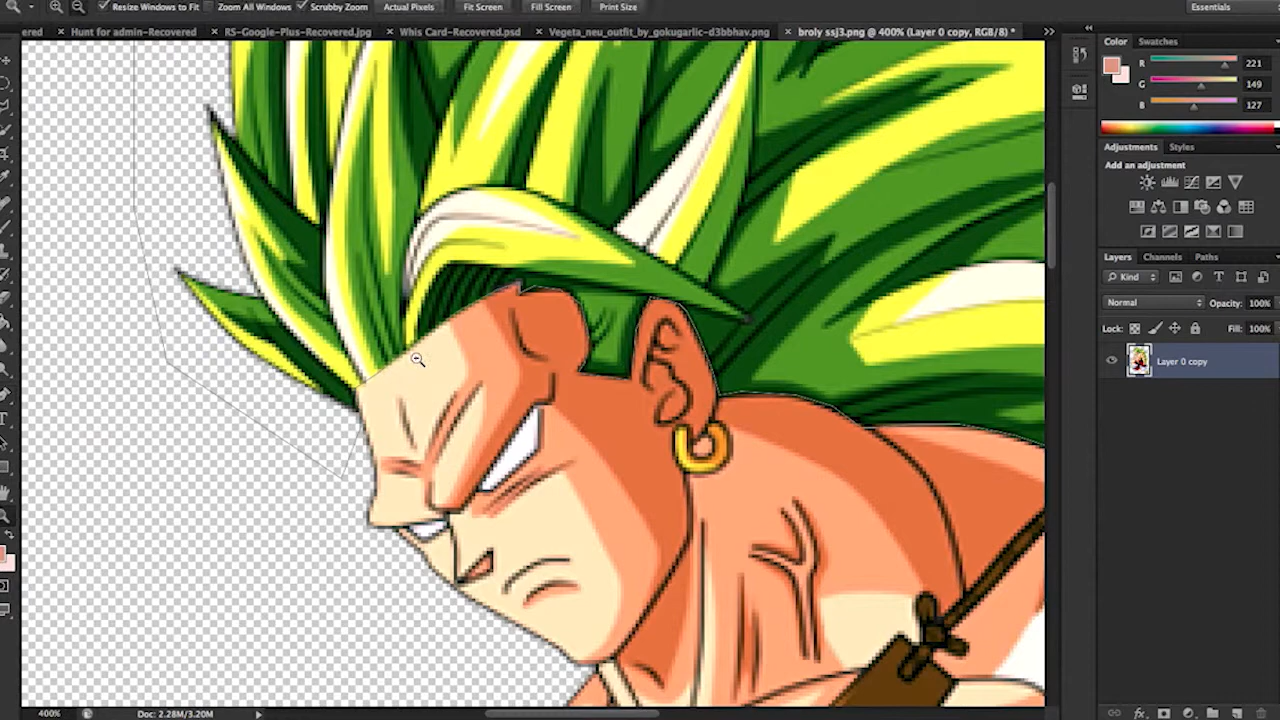 Resize Windows to Fit Zoom All Windows Scrubby Zoom Actual Pixels Fit Screen Fill Screen Print Size Essentials
ered × Hunt for admin-Recovered × RS-Google-Plus-Recovered.jpg × Whis Card-Recovered.psd × Vegeta_neu_outfit_by_gokugarlic-d3bbhav.png × broly ssj3.png @ 400% (Layer 0 copy, RGB/8) *
Color Swatches
R 221
G 149
B 127
Adjustments Styles
Add an adjustment
Layers Channels Paths
Kind
Normal Opacity: 100%
Lock: Fill: 100%
Layer 0 copy
400% Doc: 2.28M/3.20M